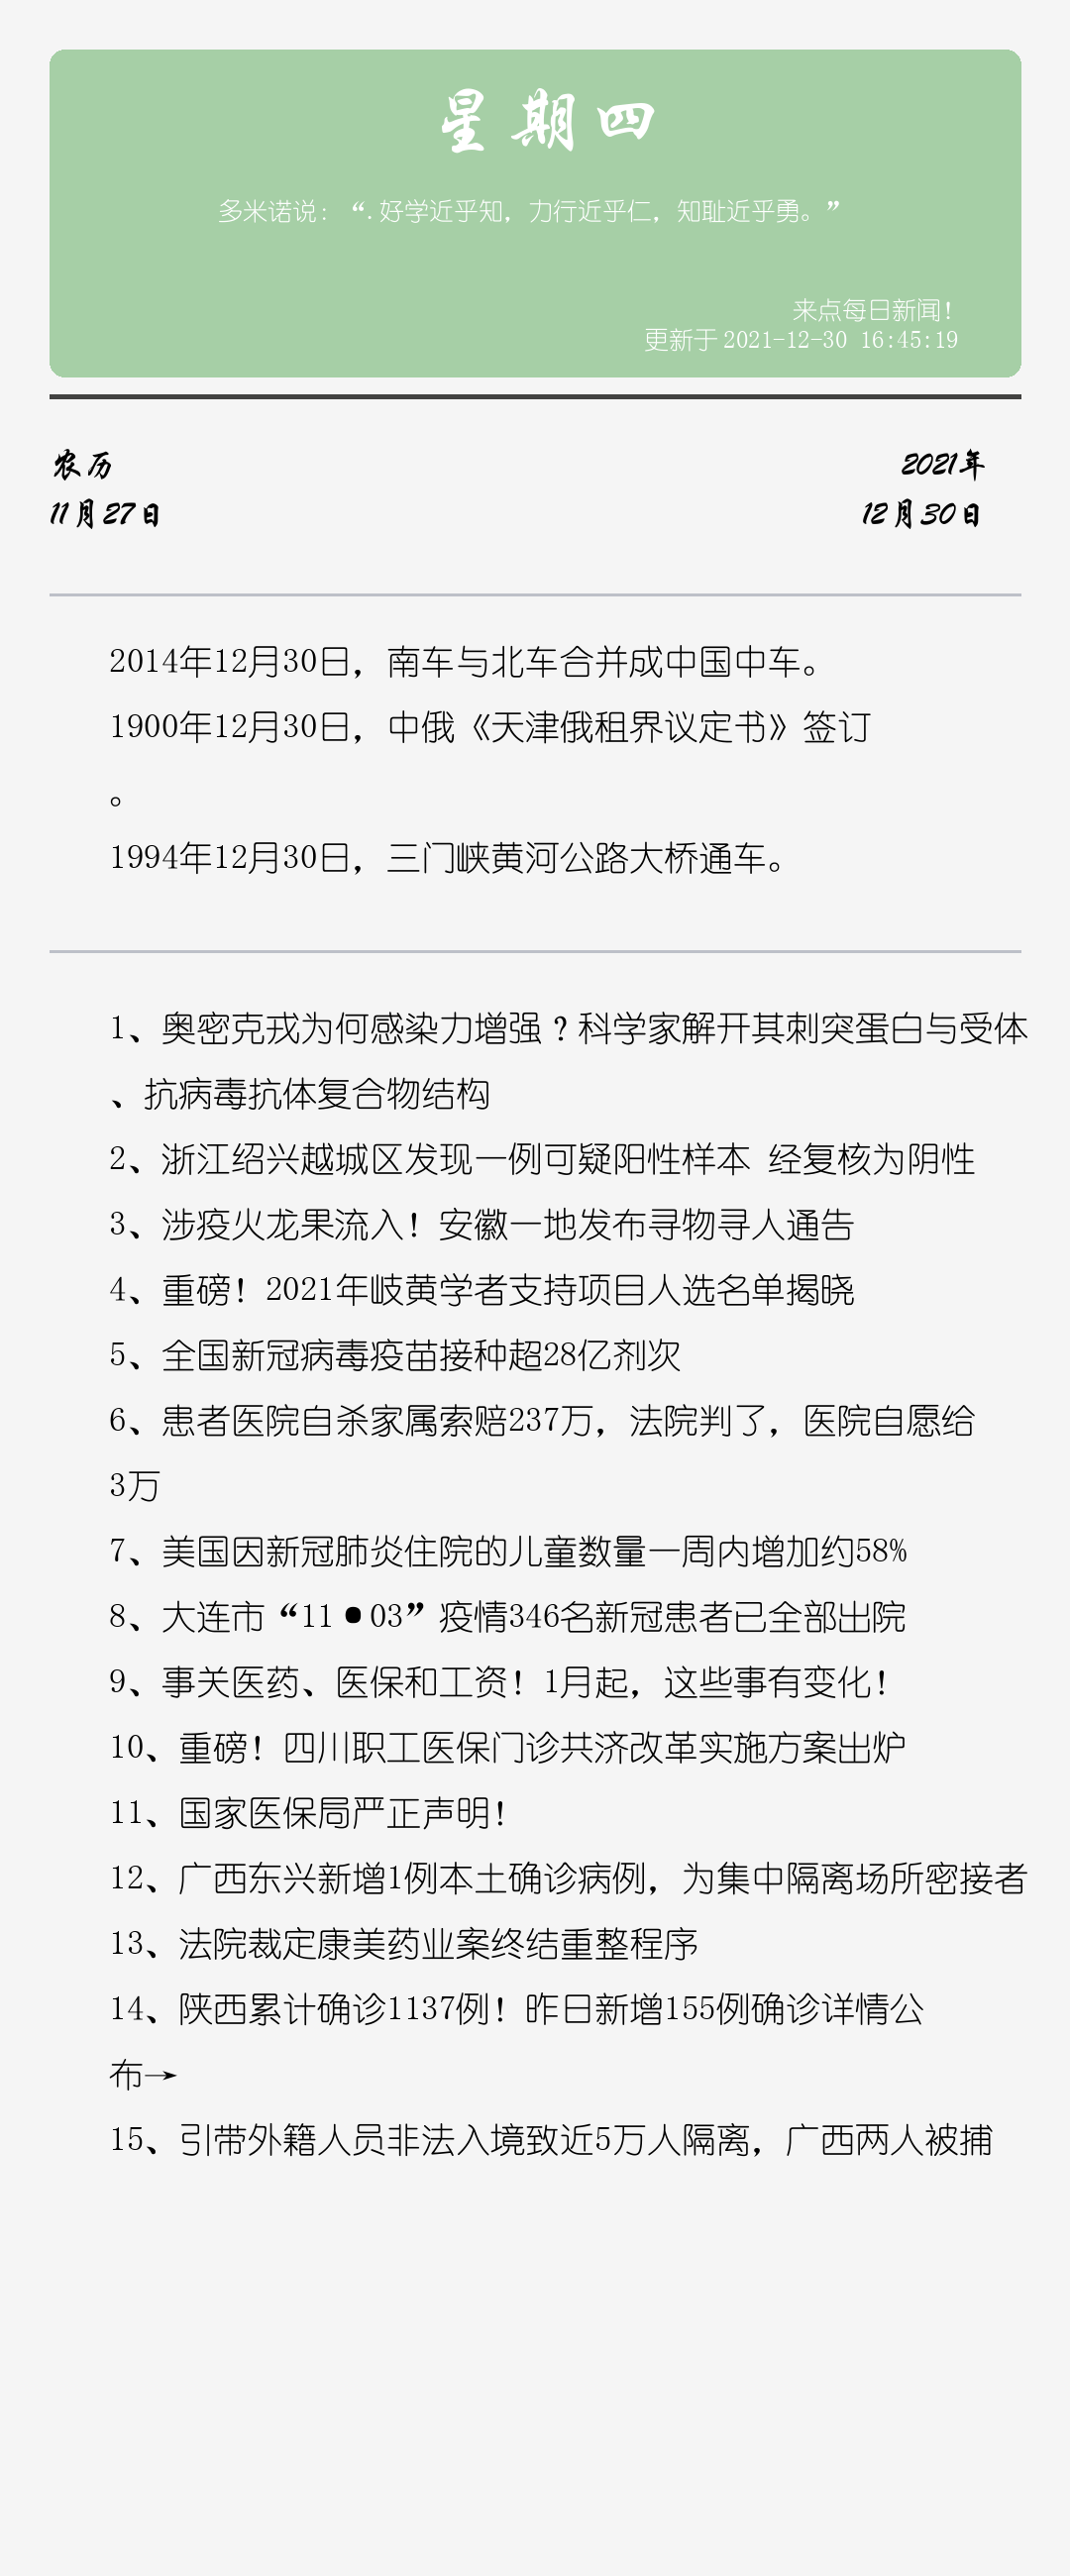 星期四
多米诺说：“.好学近乎知，力行近乎仁，知耻近乎勇。”
来点每日新闻！
更新于2021-12-30 16:45:19
农历
2021年
11月27日
12月30日
2014年12月30日，南车与北车合并成中国中车。
1900年12月30日，中俄《天津俄租界议定书》签订
。
1994年12月30日，三门峡黄河公路大桥通车。
1、奥密克戎为何感染力增强？科学家解开其刺突蛋白与受体
、抗病毒抗体复合物结构
2、浙江绍兴越城区发现一例可疑阳性样本 经复核为阴性
3、涉疫火龙果流入！安徽一地发布寻物寻人通告
4、重磅！2021年岐黄学者支持项目人选名单揭晓
5、全国新冠病毒疫苗接种超28亿剂次
6、患者医院自杀家属索赔237万，法院判了，医院自愿给
3万
7、美国因新冠肺炎住院的儿童数量一周内增加约58%
8、大连市“11•03”疫情346名新冠患者已全部出院
9、事关医药、医保和工资！1月起，这些事有变化！
10、重磅！四川职工医保门诊共济改革实施方案出炉
11、国家医保局严正声明！
12、广西东兴新增1例本土确诊病例，为集中隔离场所密接者
13、法院裁定康美药业案终结重整程序
14、陕西累计确诊1137例！昨日新增155例确诊详情公
布→
15、引带外籍人员非法入境致近5万人隔离，广西两人被捕